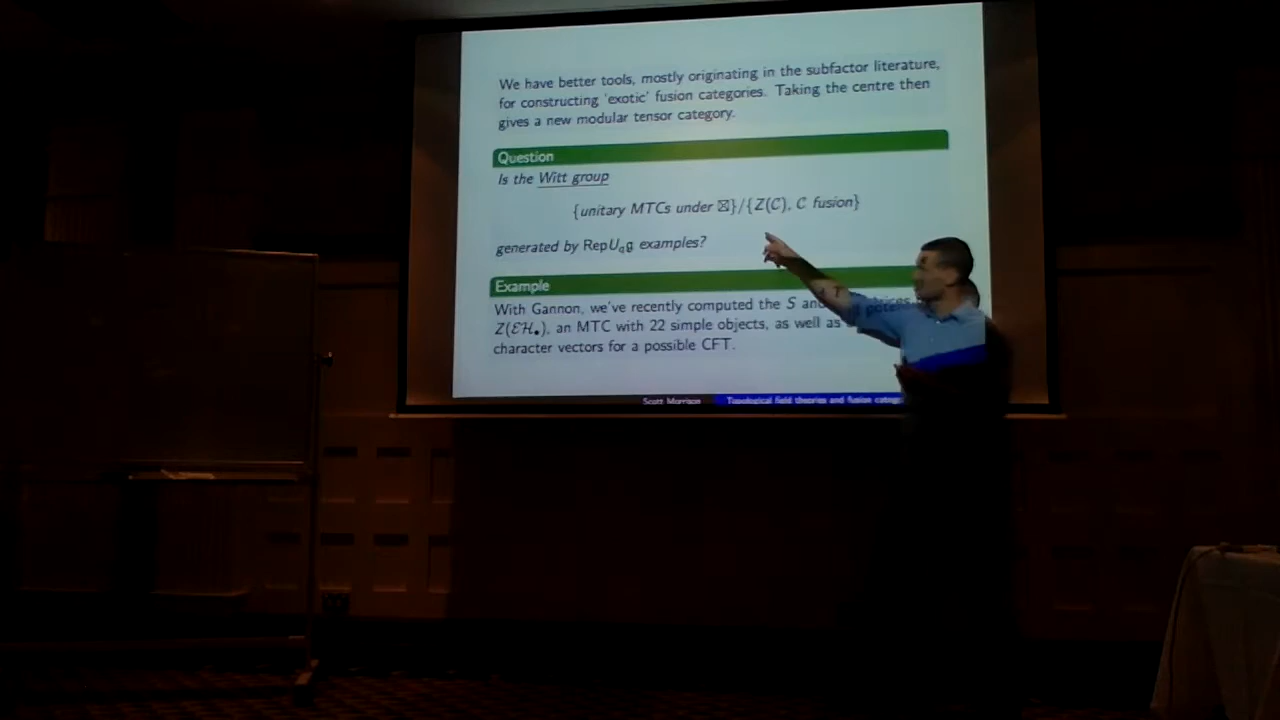 We have better tools, mostly originating in the subfactor literature,
for constructing 'exotic' fusion categories. Taking the centre then
gives a new modular tensor category.
Question
Is the Witt group
{unitary MTCs under ⊠}/{Z(C), C fusion}
generated by Rep U_q𝔤 examples?
Example
With Gannon, we've recently computed the S and T
Z(𝓔𝓗•), an MTC with 22 simple objects, as well as
character vectors for a possible CFT.
Scott Morrison Topological field theories and fusion